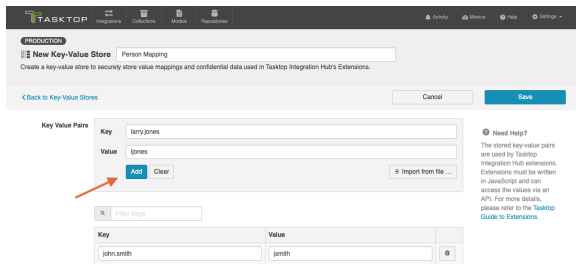 TASKTOP
Integrations
Collections
Models
Repositories
Activity
Metrics
Help
Settings
PRODUCTION
New Key-Value Store
Person Mapping
Create a key-value store to securely store value mappings and confidential data used in Tasktop Integration Hub's Extensions.
Back to Key-Value Stores
Cancel
Save
Key Value Pairs
Key
larry.jones
Value
ljones
Add
Clear
Import from file ...
Need Help?
The stored key-value pairs
are used by Tasktop
Integration Hub extensions.
Extensions must be written
in JavaScript and can
access the values via an
API. For more details,
please refer to the Tasktop
Guide to Extensions.
Filter Keys
Key
Value
john.smith
jsmith